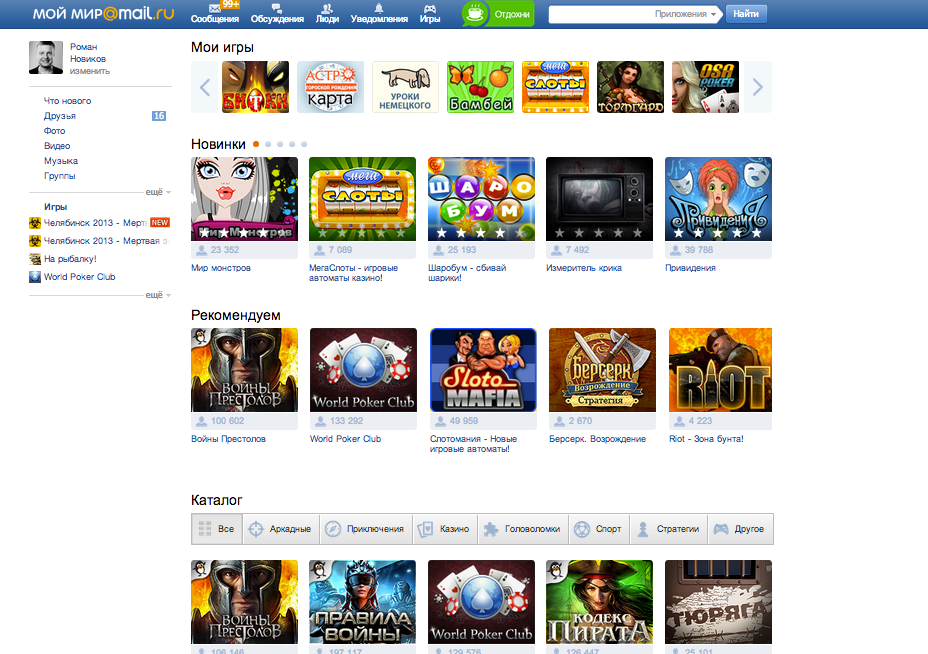 МОЙ МИР@mail.ru
Сообщения
99+
Обсуждения
Люди
Уведомления
Игры
Отдохни
Приложения
Найти
Роман
Новиков
изменить
Что нового
Друзья
16
Фото
Видео
Музыка
Группы
ещё
Игры
Челябинск 2013 - Мерт
NEW
Челябинск 2013 - Мертвая з
На рыбалку!
World Poker Club
ещё
Мои игры
БИТКИ
АСТРО
ГОРОСКОП РОЖДЕНИЯ
карта
УРОКИ
НЕМЕЦКОГО
Бамбей
мега
СЛОТЫ
ТОРМГАРД
OSA
POKER
Новинки
Мир Монстров
мега
СЛОТЫ
ШАРО
БУМ
Привидения
23 352
7 089
25 193
7 492
39 788
Мир монстров
МегаСлоты - игровые
автоматы казино!
Шаробум - сбивай
шарики!
Измеритель крика
Привидения
Рекомендуем
ВОЙНЫ
ПРЕСТОЛОВ
World Poker Club
Sloto
MAFIA
Берсерк
Возрождение
Стратегия
RIOT
100 602
133 292
49 959
2 670
4 223
Войны Престолов
World Poker Club
Слотомания - Новые
игровые автоматы!
Берсерк. Возрождение
Riot - Зона бунта!
Каталог
Все
Аркадные
Приключения
Казино
Головоломки
Спорт
Стратегии
Другое
ВОЙНЫ
ПРЕСТОЛОВ
ПРАВИЛА
ВОЙНЫ
World Poker Club
КОДЕКС
ПИРАТА
ТЮРЯГА
106 146
197 117
129 576
126 447
25 101